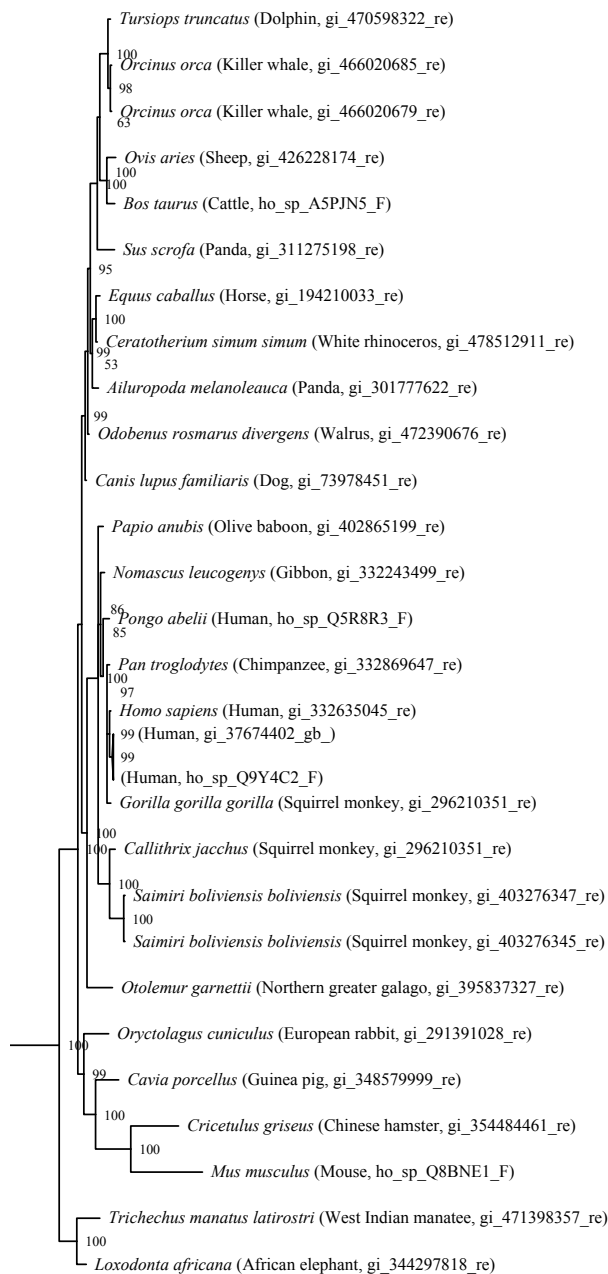 Tursiops truncatus (Dolphin, gi_470598322_re)
100
Orcinus orca (Killer whale, gi_466020685_re)
98
Orcinus orca (Killer whale, gi_466020679_re)
63
Ovis aries (Sheep, gi_426228174_re)
100
100
Bos taurus (Cattle, ho_sp_A5PJN5_F)
Sus scrofa (Panda, gi_311275198_re)
95
Equus caballus (Horse, gi_194210033_re)
100
Ceratotherium simum simum (White rhinoceros, gi_478512911_re)
99
53
Ailuropoda melanoleauca (Panda, gi_301777622_re)
99
Odobenus rosmarus divergens (Walrus, gi_472390676_re)
Canis lupus familiaris (Dog, gi_73978451_re)
Papio anubis (Olive baboon, gi_402865199_re)
Nomascus leucogenys (Gibbon, gi_332243499_re)
86
Pongo abelii (Human, ho_sp_Q5R8R3_F)
85
Pan troglodytes (Chimpanzee, gi_332869647_re)
100
97
Homo sapiens (Human, gi_332635045_re)
99 (Human, gi_37674402_gb_)
99
(Human, ho_sp_Q9Y4C2_F)
Gorilla gorilla gorilla (Squirrel monkey, gi_296210351_re)
100
100
Callithrix jacchus (Squirrel monkey, gi_296210351_re)
100
Saimiri boliviensis boliviensis (Squirrel monkey, gi_403276347_re)
100
Saimiri boliviensis boliviensis (Squirrel monkey, gi_403276345_re)
Otolemur garnettii (Northern greater galago, gi_395837327_re)
Oryctolagus cuniculus (European rabbit, gi_291391028_re)
100
99
Cavia porcellus (Guinea pig, gi_348579999_re)
100
Cricetulus griseus (Chinese hamster, gi_354484461_re)
100
Mus musculus (Mouse, ho_sp_Q8BNE1_F)
Trichechus manatus latirostri (West Indian manatee, gi_471398357_re)
100
Loxodonta africana (African elephant, gi_344297818_re)